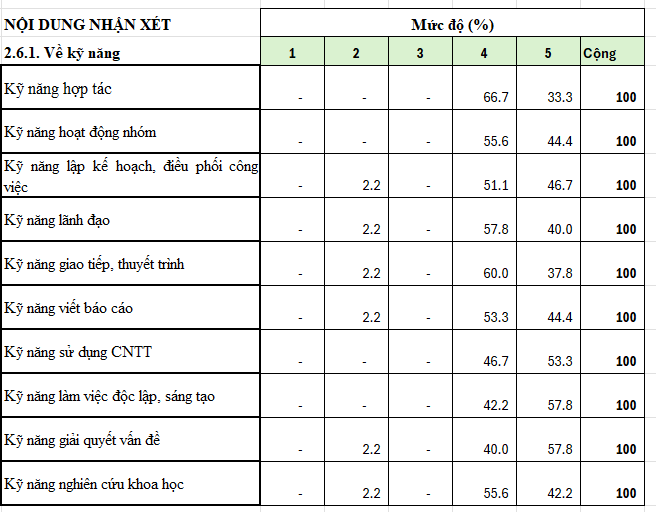 NỘI DUNG NHẬN XÉT Mức độ (%)
2.6.1. Về kỹ năng 1 2 3 4 5 Cộng
Kỹ năng hợp tác - - - 66.7 33.3 100
Kỹ năng hoạt động nhóm - - - 55.6 44.4 100
Kỹ năng lập kế hoạch, điều phối công
việc - 2.2 - 51.1 46.7 100
Kỹ năng lãnh đạo - 2.2 - 57.8 40.0 100
Kỹ năng giao tiếp, thuyết trình - 2.2 - 60.0 37.8 100
Kỹ năng viết báo cáo - 2.2 - 53.3 44.4 100
Kỹ năng sử dụng CNTT - - - 46.7 53.3 100
Kỹ năng làm việc độc lập, sáng tạo - - - 42.2 57.8 100
Kỹ năng giải quyết vấn đề - 2.2 - 40.0 57.8 100
Kỹ năng nghiên cứu khoa học - 2.2 - 55.6 42.2 100